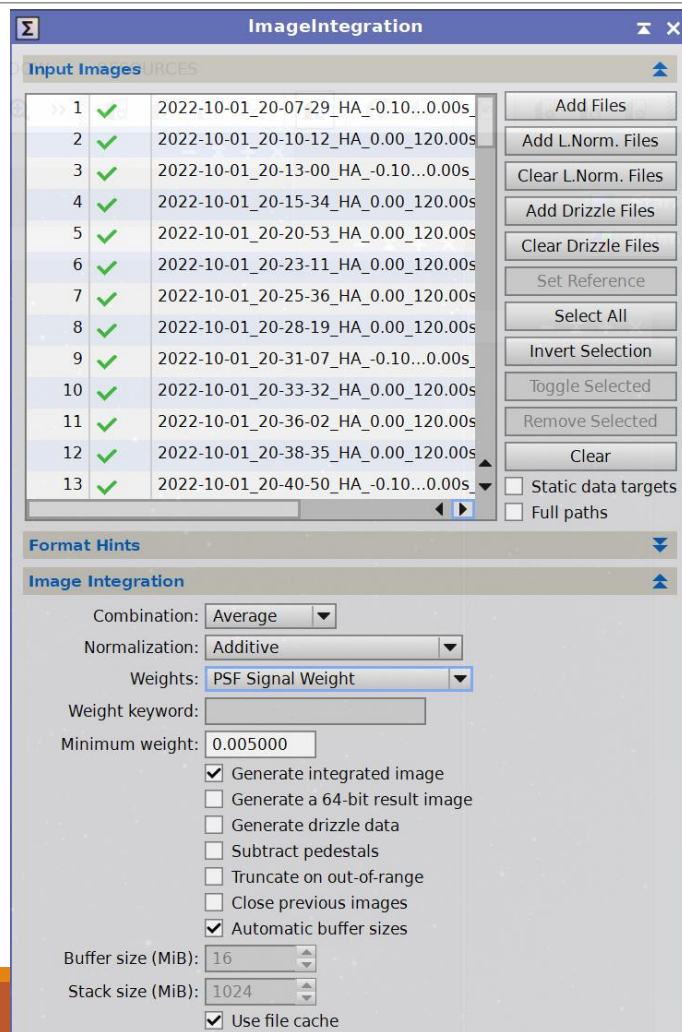 ImageIntegration
Input Images
1 2022-10-01_20-07-29_HA_-0.10...0.00s_
2 2022-10-01_20-10-12_HA_0.00_120.00s
3 2022-10-01_20-13-00_HA_-0.10...0.00s_
4 2022-10-01_20-15-34_HA_0.00_120.00s
5 2022-10-01_20-20-53_HA_0.00_120.00s
6 2022-10-01_20-23-11_HA_0.00_120.00s
7 2022-10-01_20-25-36_HA_0.00_120.00s
8 2022-10-01_20-28-19_HA_0.00_120.00s
9 2022-10-01_20-31-07_HA_-0.10...0.00s_
10 2022-10-01_20-33-32_HA_0.00_120.00s
11 2022-10-01_20-36-02_HA_0.00_120.00s
12 2022-10-01_20-38-35_HA_0.00_120.00s
13 2022-10-01_20-40-50_HA_-0.10...0.00s_
Add Files
Add L.Norm. Files
Clear L.Norm. Files
Add Drizzle Files
Clear Drizzle Files
Set Reference
Select All
Invert Selection
Toggle Selected
Remove Selected
Clear
Static data targets
Full paths
Format Hints
Image Integration
Combination: Average
Normalization: Additive
Weights: PSF Signal Weight
Weight keyword:
Minimum weight: 0.005000
Generate integrated image
Generate a 64-bit result image
Generate drizzle data
Subtract pedestals
Truncate on out-of-range
Close previous images
Automatic buffer sizes
Buffer size (MiB): 16
Stack size (MiB): 1024
Use file cache